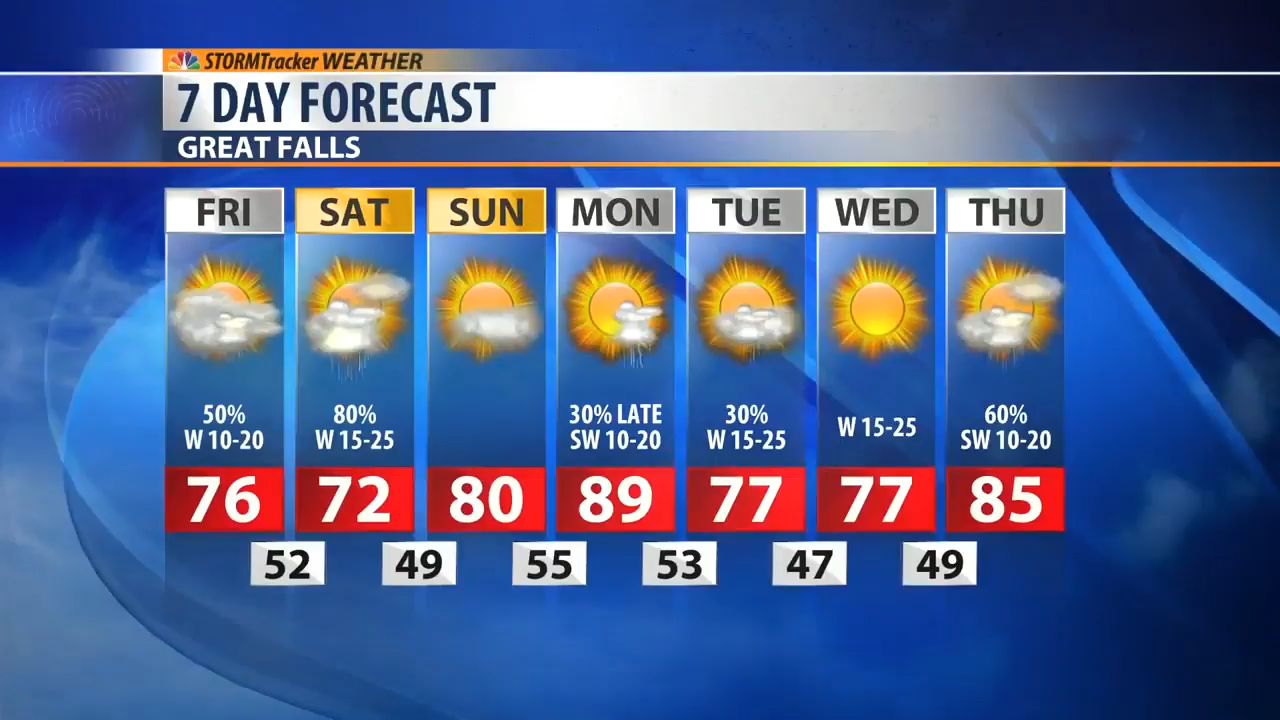 STORMTracker WEATHER
7 DAY FORECAST
GREAT FALLS
FRI SAT SUN MON TUE WED THU
50% 80% 30% LATE 30% W 15-25 60%
W 10-20 W 15-25 SW 10-20 W 15-25 SW 10-20
76 72 80 89 77 77 85
52 49 55 53 47 49